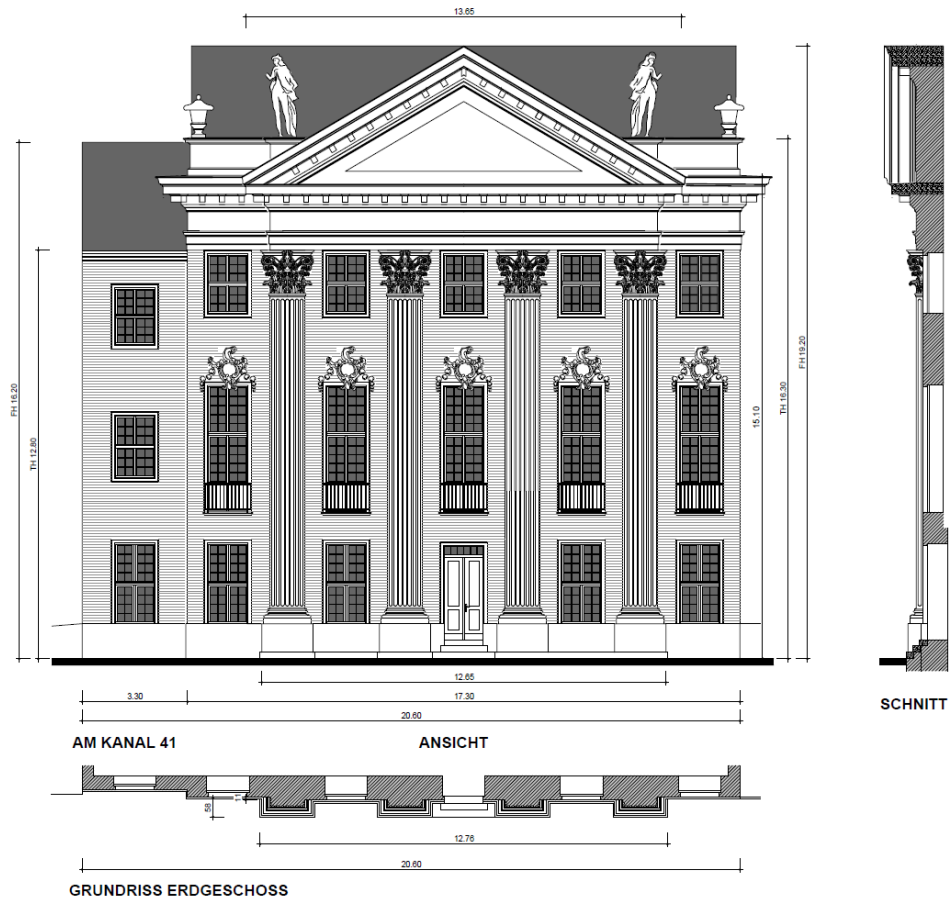 13.65
FH 16.20
TH 12.80
15.10
TH 16.30
FH 19.20
12.65
3.30
17.30
20.60
AM KANAL 41
ANSICHT
SCHNITT
11
58
12.76
20.60
GRUNDRISS ERDGESCHOSS